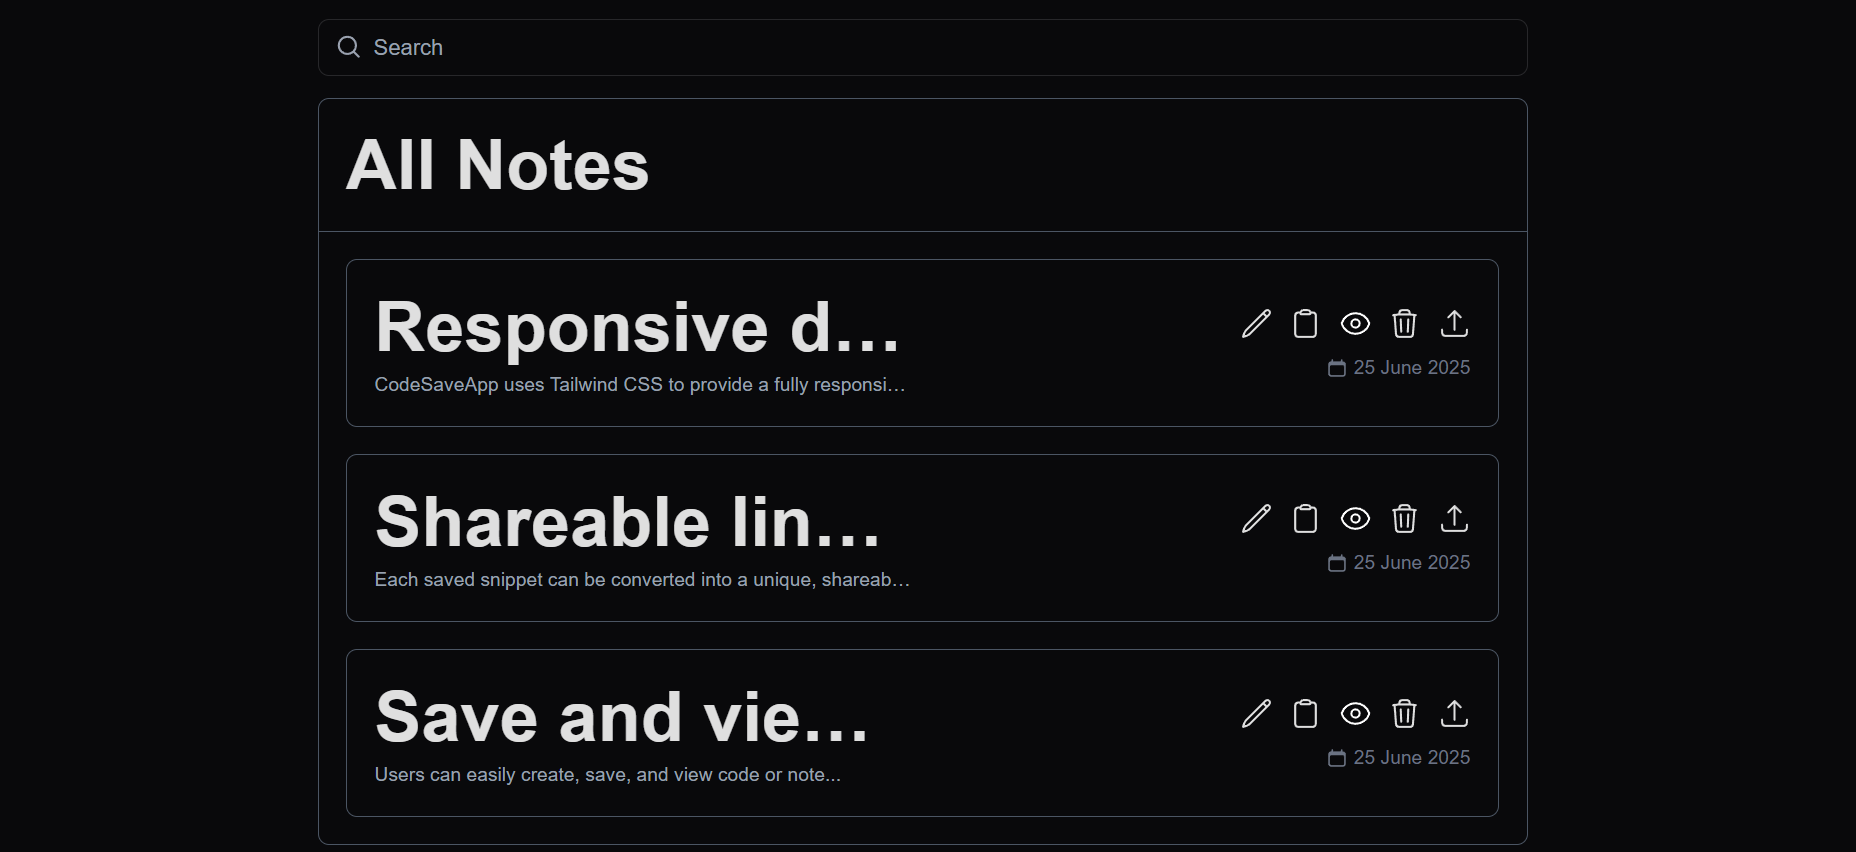 Search
All Notes
Responsive d...
CodeSaveApp uses Tailwind CSS to provide a fully responsi...
25 June 2025
Shareable lin...
Each saved snippet can be converted into a unique, shareab...
25 June 2025
Save and vie...
Users can easily create, save, and view code or note...
25 June 2025